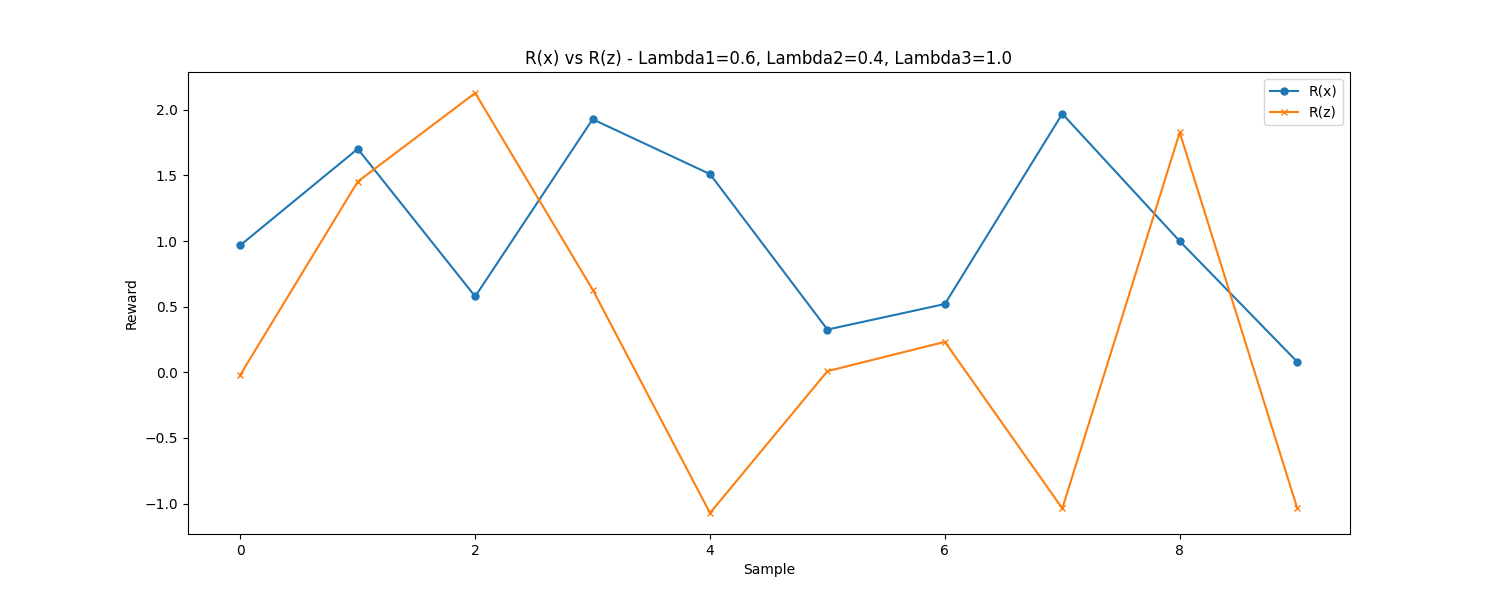 R(x) vs R(z) - Lambda1=0.6, Lambda2=0.4, Lambda3=1.0
R(x)
R(z)
2.0
1.5
1.0
0.5
0.0
−0.5
−1.0
Reward
0 2 4 6 8
Sample